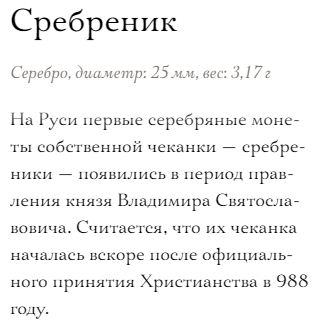 Сребреник
Серебро, диаметр: 25 мм, вес: 3,17 г
На Руси первые серебряные моне-
ты собственной чеканки — сребре-
ники — появились в период прав-
ления князя Владимира Святосла-
вовича. Считается, что их чеканка
началась вскоре после официаль-
ного принятия Христианства в 988
году.